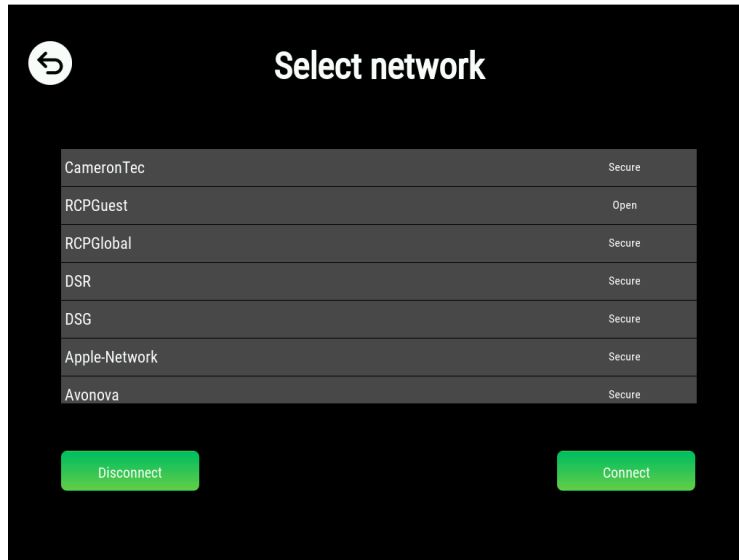 Select network
CameronTec Secure
RCPGuest Open
RCPGlobal Secure
DSR Secure
DSG Secure
Apple-Network Secure
Avonova Secure
Disconnect Connect